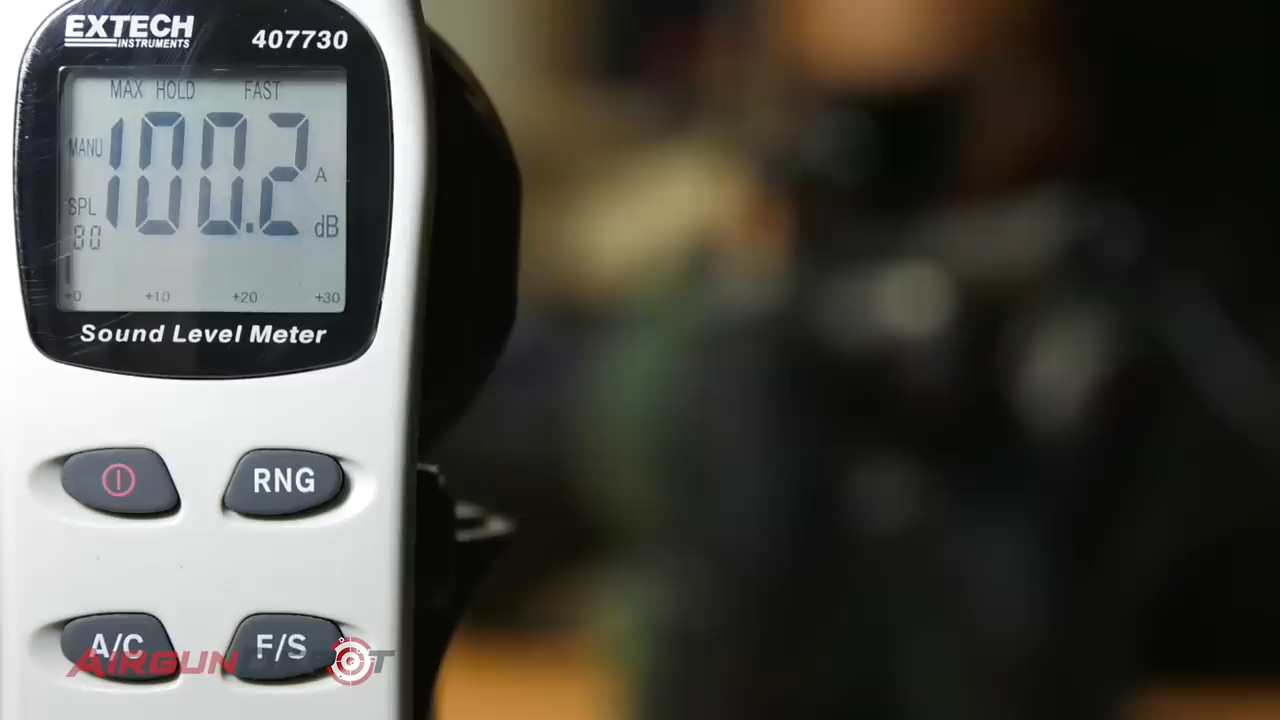 EXTECH
INSTRUMENTS
407730
MAX HOLD FAST
MANU
100.2
A
SPL
dB
80
+0 +10 +20 +30
Sound Level Meter
RNG
A/C
F/S
AIRGUN DEPOT